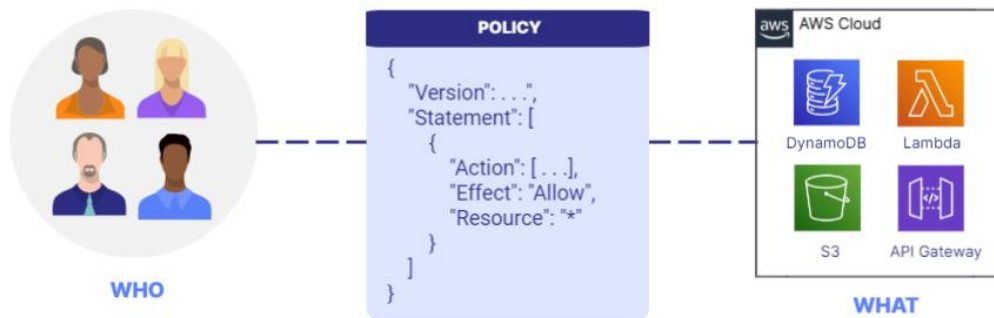 WHO
POLICY
{
"Version": . . .",
"Statement": [
{
"Action": [ . . .],
"Effect": "Allow",
"Resource": "*"
}
]
}
aws AWS Cloud
DynamoDB Lambda
S3 API Gateway
WHAT